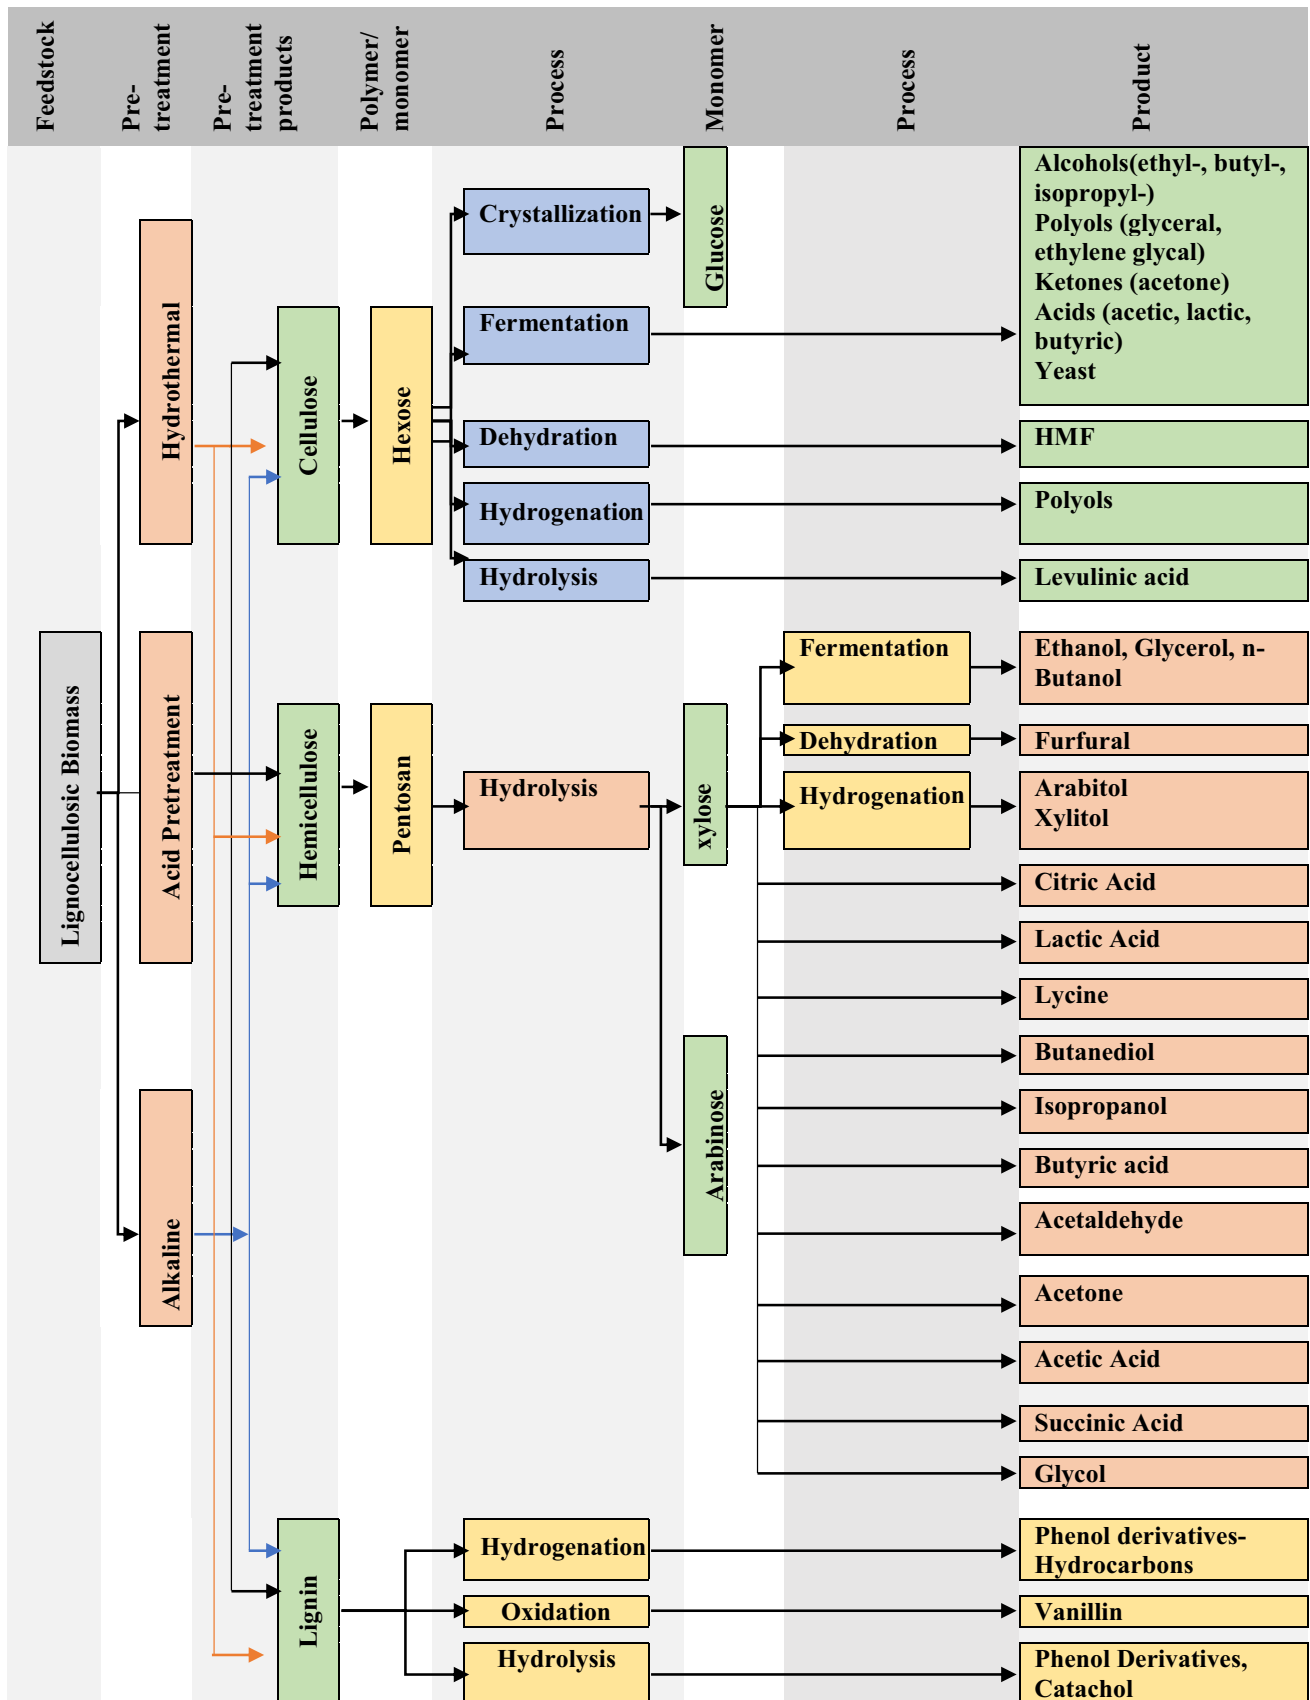 Feedstock
Pre-
treatment
Pre-
treatment
products
Polymer/
monomer
Process
Monomer
Process
Product
Lignocellulosic Biomass
Hydrothermal
Acid Pretreatment
Alkaline
Cellulose
Hexose
Crystallization
Glucose
Fermentation
Alcohols(ethyl-, butyl-,
isopropyl-)
Polyols (glyceral,
ethylene glycal)
Ketones (acetone)
Acids (acetic, lactic,
butyric)
Yeast
Dehydration
HMF
Hydrogenation
Polyols
Hydrolysis
Levulinic acid
Hemicellulose
Pentosan
Hydrolysis
xylose
Arabinose
Fermentation
Ethanol, Glycerol, n-
Butanol
Dehydration
Furfural
Hydrogenation
Arabitol
Xylitol
Citric Acid
Lactic Acid
Lycine
Butanediol
Isopropanol
Butyric acid
Acetaldehyde
Acetone
Acetic Acid
Succinic Acid
Glycol
Lignin
Hydrogenation
Phenol derivatives-
Hydrocarbons
Oxidation
Vanillin
Hydrolysis
Phenol Derivatives,
Catachol